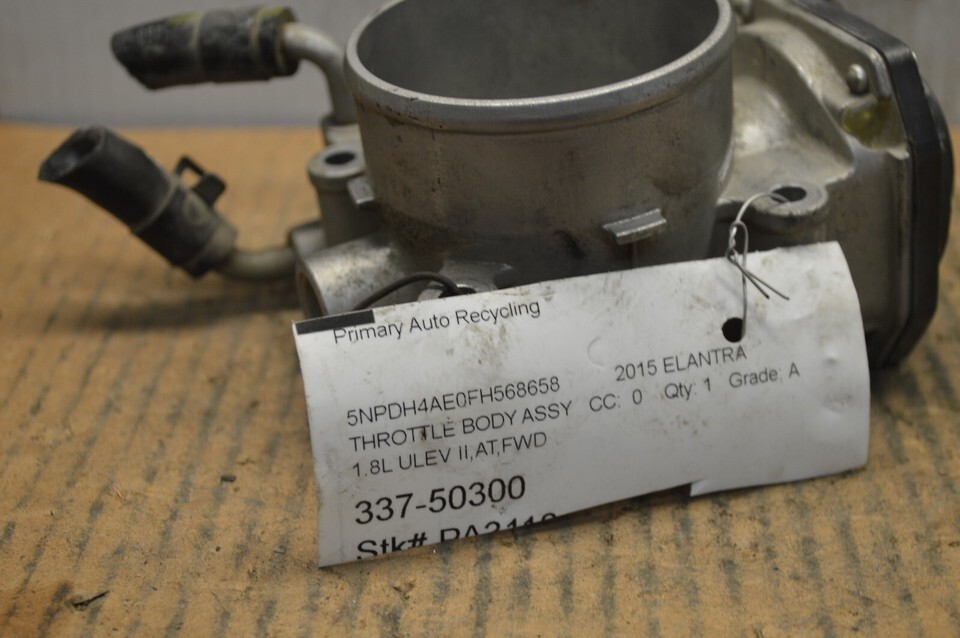 Primary Auto Recycling
5NPDH4AE0FH568658 2015 ELANTRA
THROTTLE BODY ASSY CC: 0 Qty: 1 Grade: A
1.8L ULEV II,AT,FWD
337-50300
Stk#